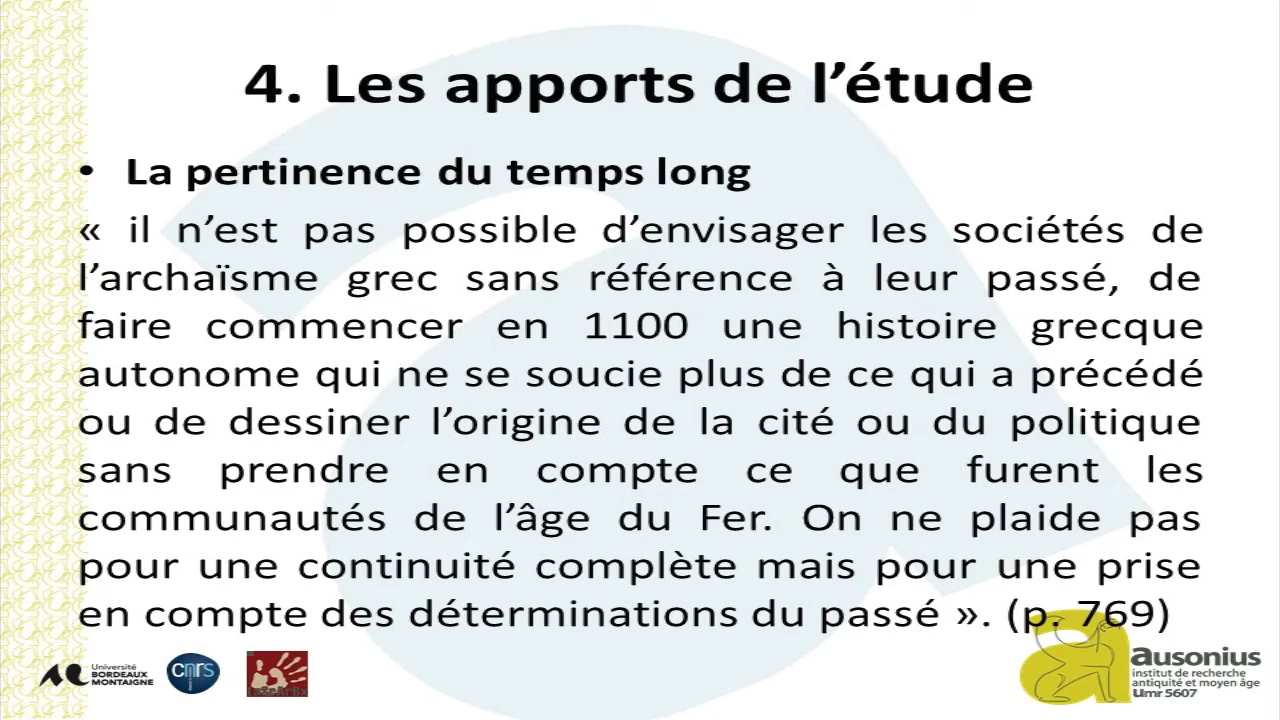 4. Les apports de l’étude
• La pertinence du temps long
« il n’est pas possible d’envisager les sociétés de
l’archaïsme grec sans référence à leur passé, de
faire commencer en 1100 une histoire grecque
autonome qui ne se soucie plus de ce qui a précédé
ou de dessiner l’origine de la cité ou du politique
sans prendre en compte ce que furent les
communautés de l’âge du Fer. On ne plaide pas
pour une continuité complète mais pour une prise
en compte des déterminations du passé ». (p. 769)
Université
BORDEAUX
MONTAIGNE
cnrs
ausonius
institut de recherche
antiquité et moyen âge
Umr 5607